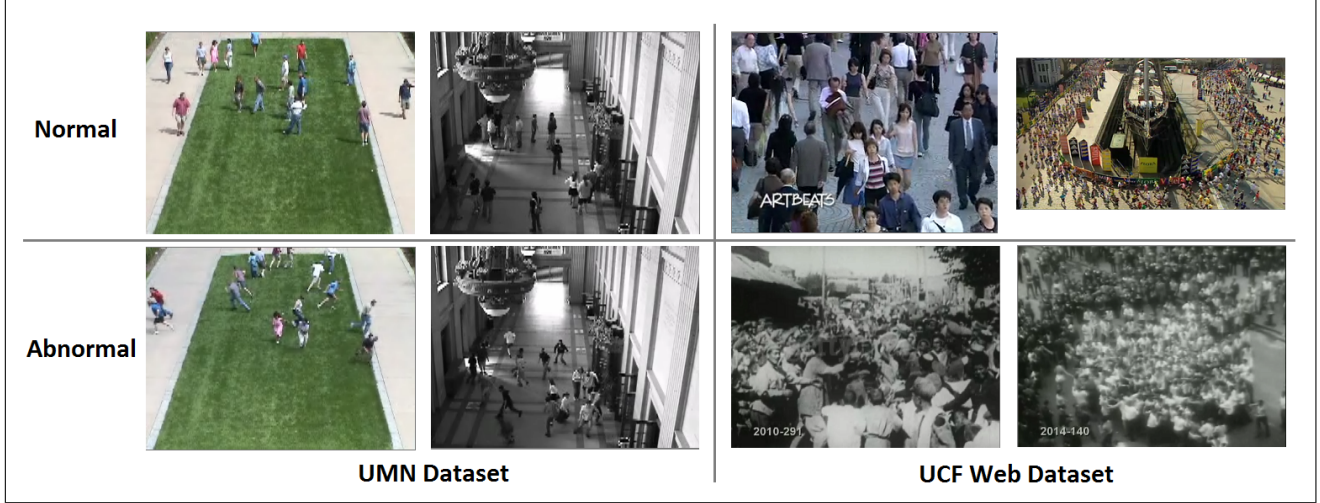 Normal
ARTBEATS
Abnormal
2010-291
2014-140
UMN Dataset
UCF Web Dataset